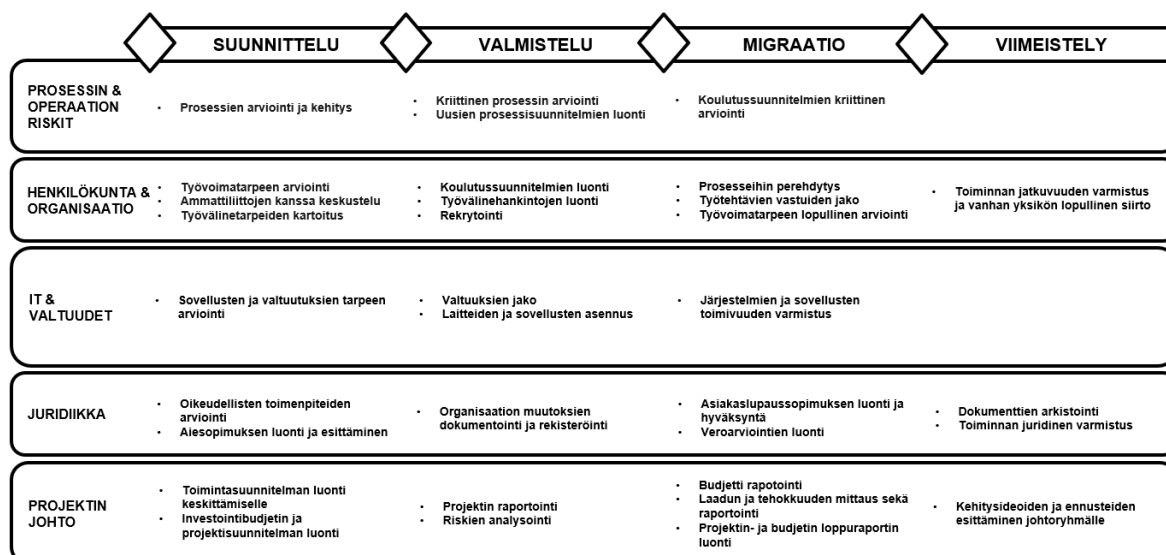 SUUNNITTELU VALMISTELU MIGRAATIO VIIMEISTELY
PROSESSIN &
OPERAATION
RISKIT
• Prosessien arviointi ja kehitys
• Kriittinen prosessin arviointi
• Uusien prosessisuunnitelmien luonti
• Koulutussuunnitelmien kriittinen
arviointi
HENKILÖKUNTA &
ORGANISAATIO
• Työvoimatarpeen arviointi
• Ammattiliittojen kanssa keskustelu
• Työvälinetarpeiden kartoitus
• Koulutussuunnitelmien luonti
• Työvälinehankintojen luonti
• Rekrytointi
• Prosesseihin perehdytys
• Työtehtävien vastuiden jako
• Työvoimatarpeen lopullinen arviointi
• Toiminnan jatkuvuuden varmistus
ja vanhan yksikön lopullinen siirto
IT &
VALTUUDET
• Sovellusten ja valtuutuksien tarpeen
arviointi
• Valtuuksien jako
• Laitteiden ja sovellusten asennus
• Järjestelmien ja sovellusten
toimivuuden varmistus
JURIDIIKKA
• Oikeudellisten toimenpiteiden
arviointi
• Aiesopimuksen luonti ja esittäminen
• Organisaation muutoksien
dokumentointi ja rekisteröinti
• Asiakaslupaussopimuksen luonti ja
hyväksyntä
• Veroarviointien luonti
• Dokumenttien arkistointi
• Toiminnan juridinen varmistus
PROJEKTIN
JOHTO
• Toimintasuunnitelman luonti
keskittämiselle
• Investointibudjetin ja
projektisuunnitelman luonti
• Projektin raportointi
• Riskien analysointi
• Budjetti rapotointi
• Laadun ja tehokkuuden mittaus sekä
raportointi
• Projektin- ja budjetin loppuraportin
luonti
• Kehitysideoiden ja ennusteiden
esittäminen johtoryhmälle